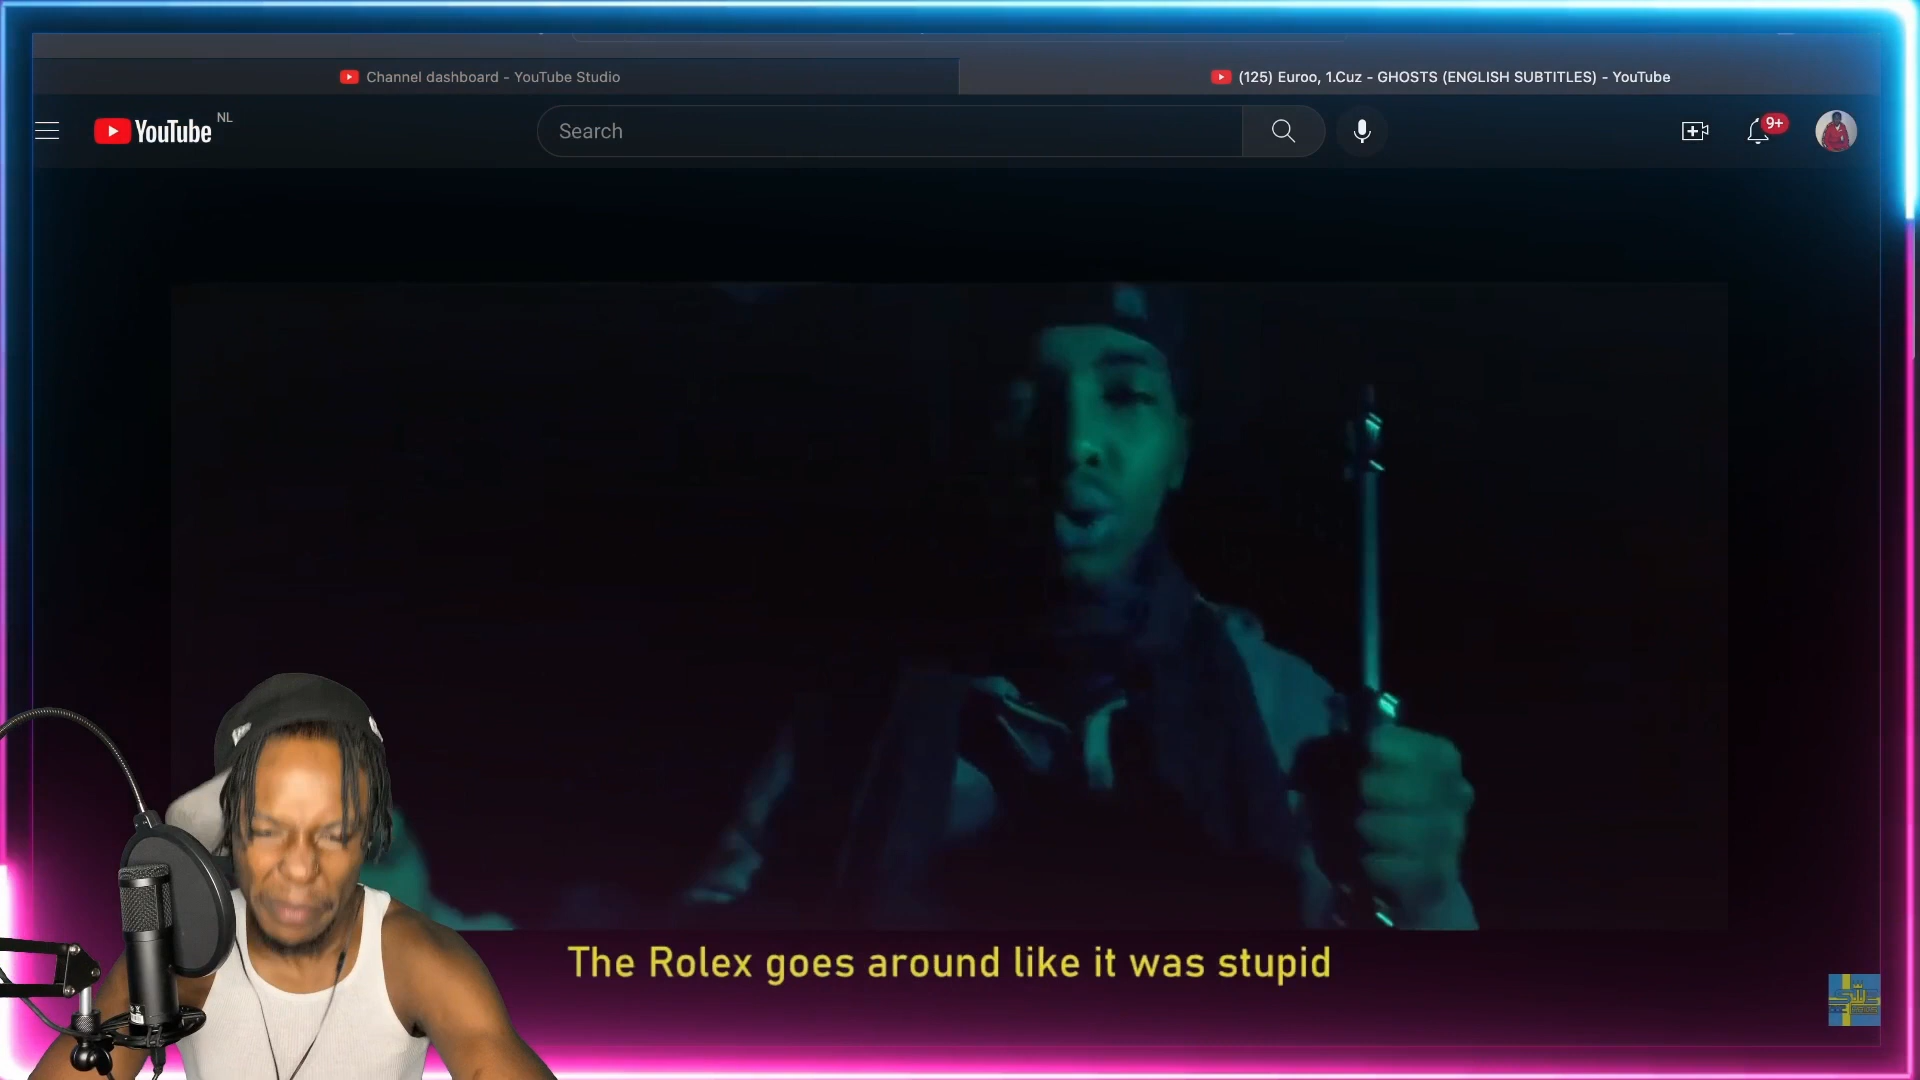 Channel dashboard - YouTube Studio
(125) Euroo, 1.Cuz - GHOSTS (ENGLISH SUBTITLES) - YouTube
YouTube NL
Search
9+
The Rolex goes around like it was stupid